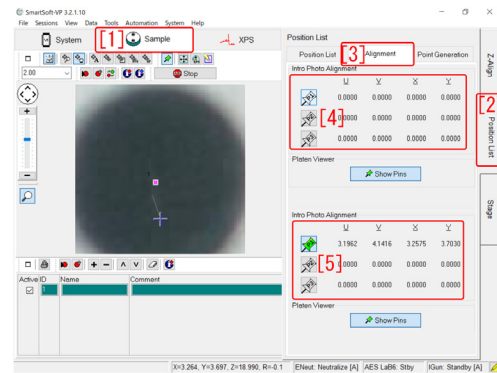 SmartSoft-VP 3.2.1.10
File Sessions View Data Tools Automation System Help
System
[1] Sample
XPS
2.00
Stop
Active ID Name Comment
1
X=3.264, Y=3.697, Z=18.990, R=-0.1
ENeut: Neutralize [A] AES LaB6: Stby IGun: Standby [A]
Position List
Position List [3] Alignment Point Generation
Intro Photo Alignment
U V X Y
0.0000 0.0000 0.0000 0.0000
[4] 0.0000 0.0000 0.0000 0.0000
0.0000 0.0000 0.0000 0.0000
Platen Viewer
Show Pins
Intro Photo Alignment
U V X Y
3.1962 4.1416 3.2575 3.7030
[5] 0.0000 0.0000 0.0000 0.0000
0.0000 0.0000 0.0000 0.0000
Platen Viewer
Show Pins
Z-Align
[2]
Position List
Stage